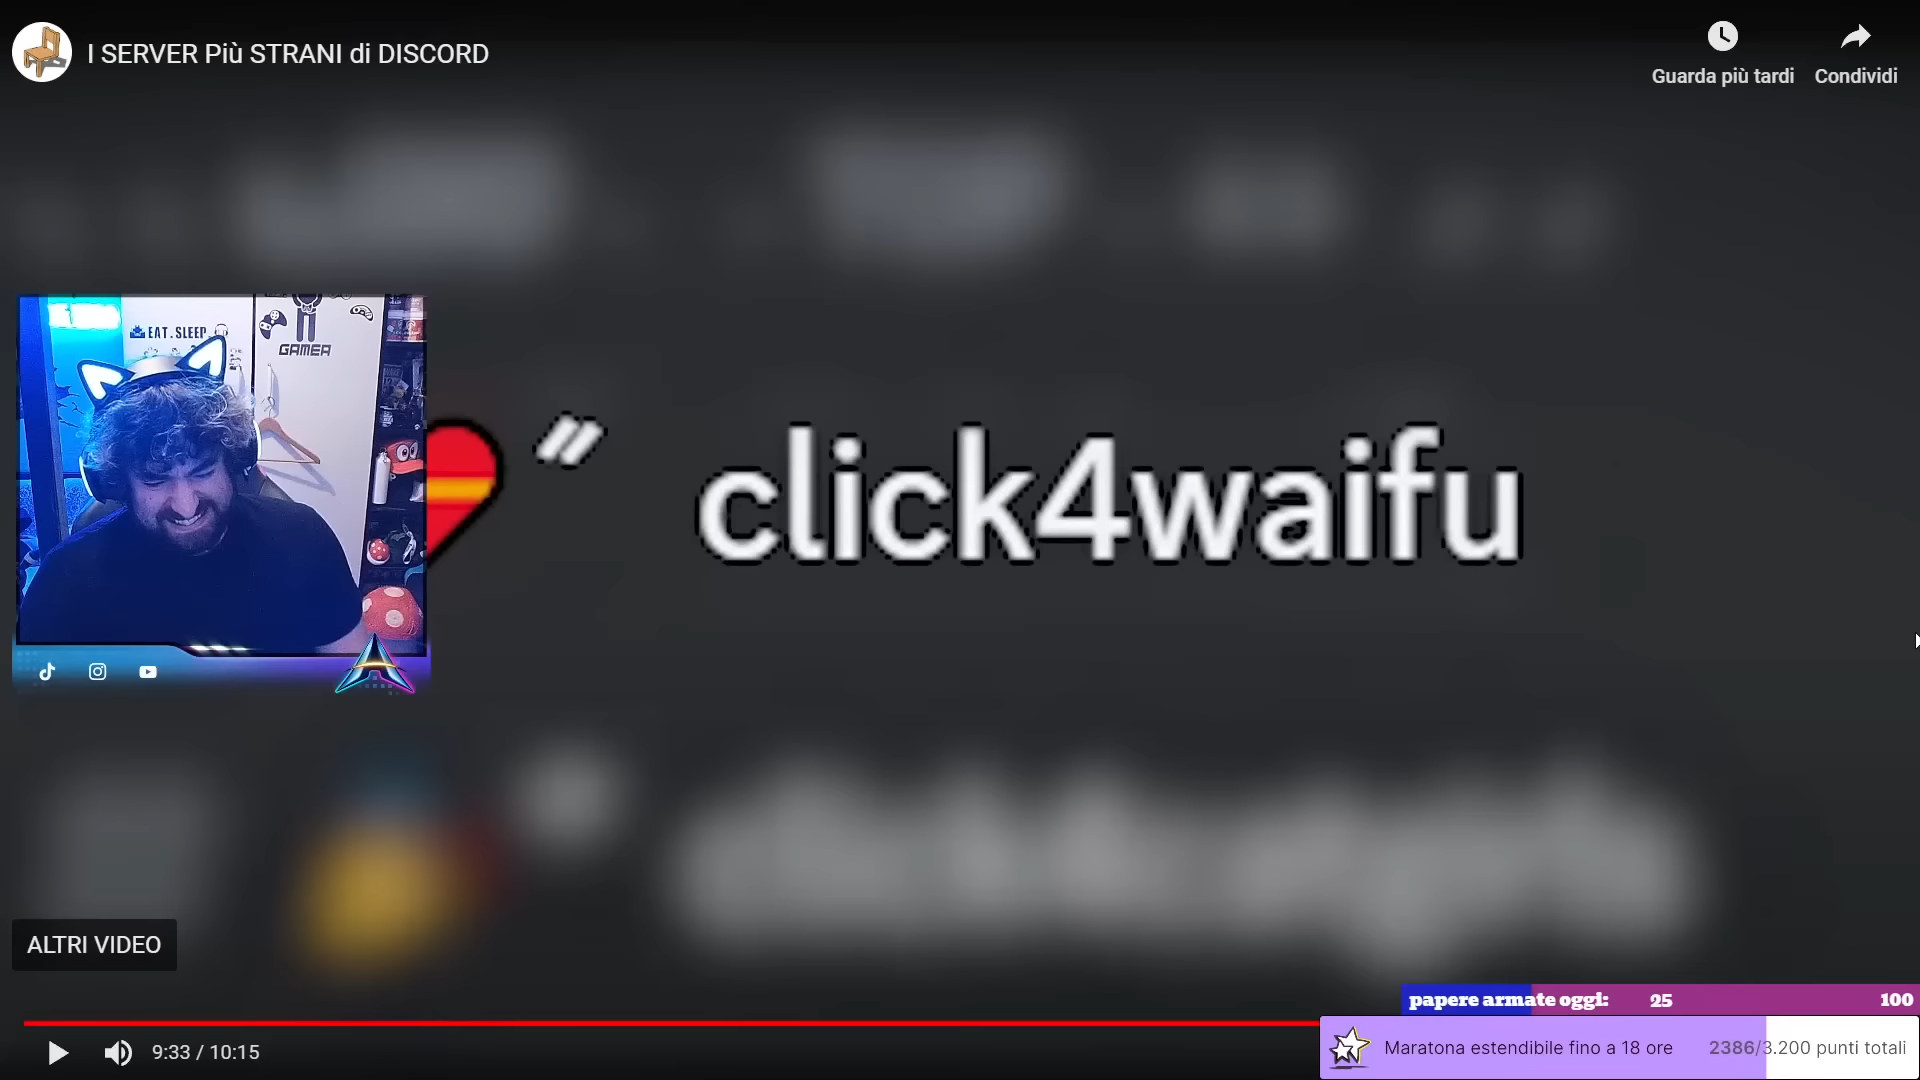 I SERVER Più STRANI di DISCORD
Guarda più tardi
Condividi
EAT.SLEEP
GAMER
" click4waifu
ALTRI VIDEO
papere armate oggi: 25 100
9:33 / 10:15
Maratona estendibile fino a 18 ore 2386/3.200 punti totali